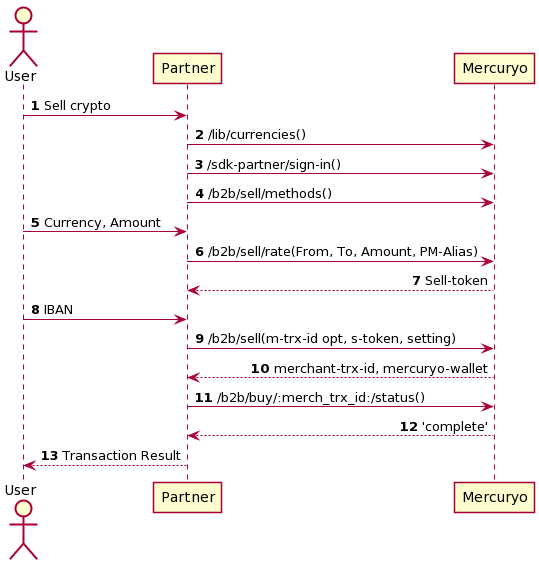 User
Partner
Mercuryo
1 Sell crypto
2 /lib/currencies()
3 /sdk-partner/sign-in()
4 /b2b/sell/methods()
5 Currency, Amount
6 /b2b/sell/rate(From, To, Amount, PM-Alias)
7 Sell-token
8 IBAN
9 /b2b/sell(m-trx-id opt, s-token, setting)
10 merchant-trx-id, mercuryo-wallet
11 /b2b/buy/:merch_trx_id:/status()
12 'complete'
13 Transaction Result
User
Partner
Mercuryo